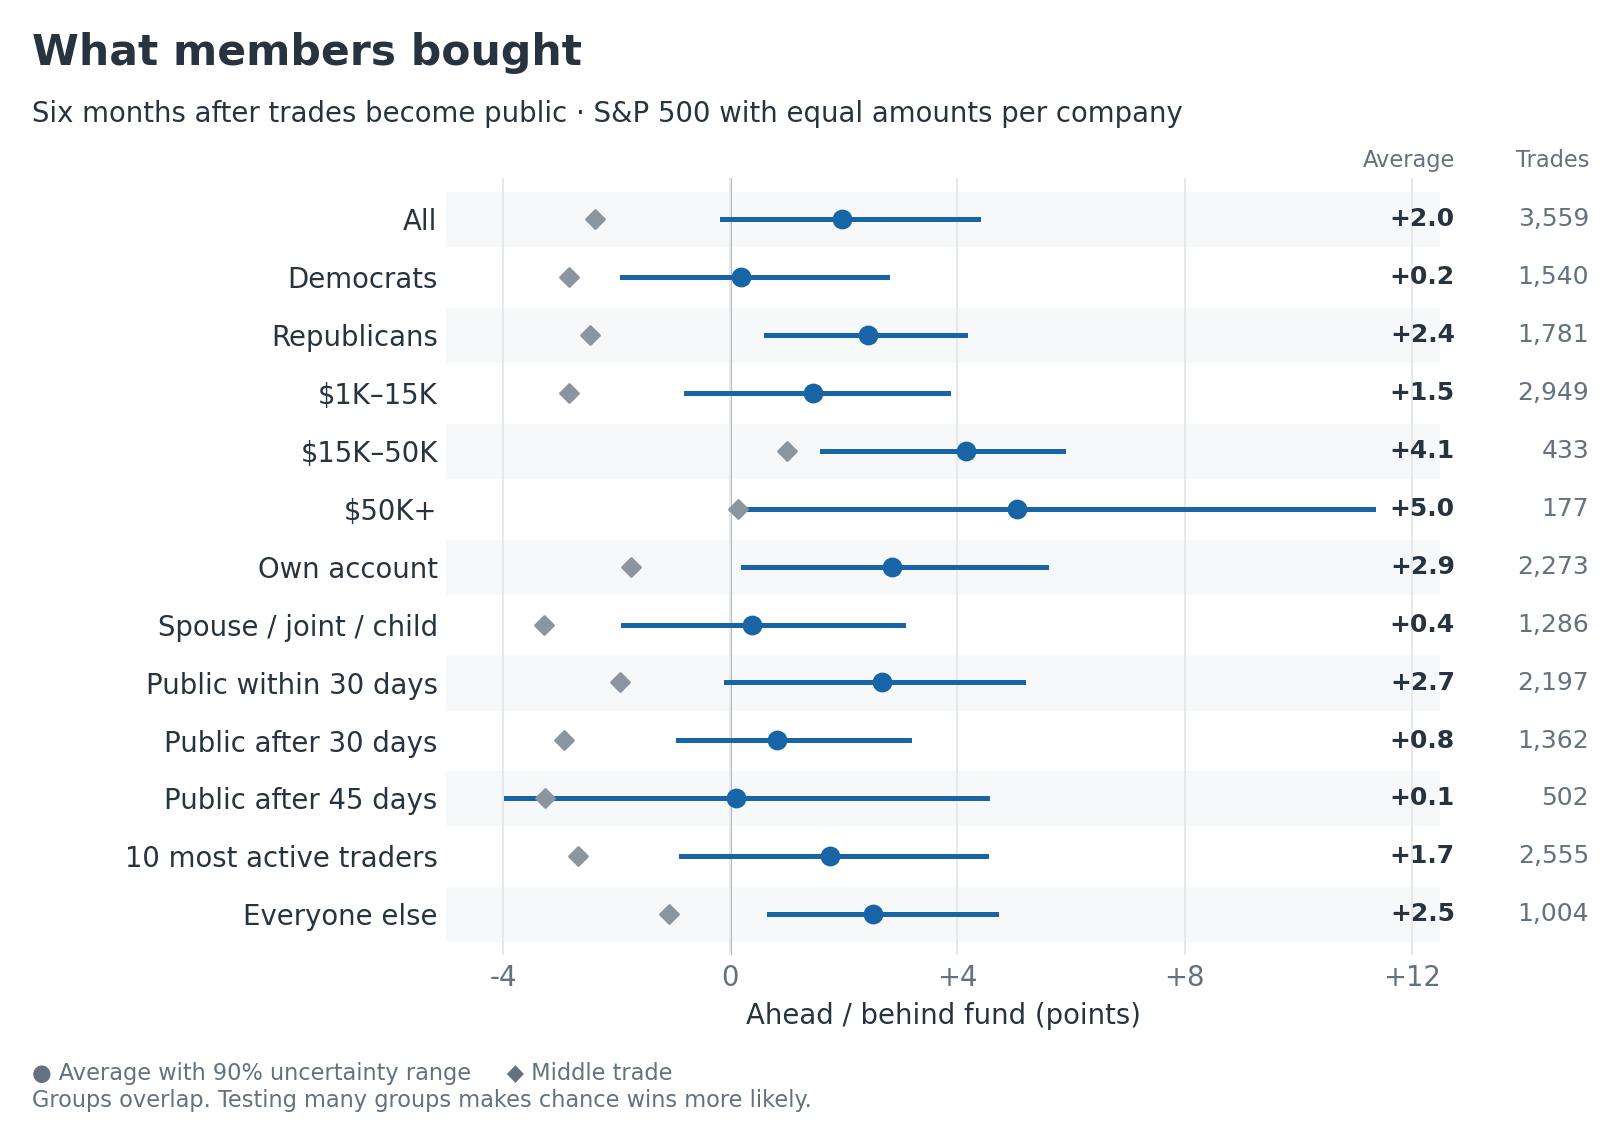 What members bought
Six months after trades become public · S&P 500 with equal amounts per company
Average Trades
All +2.0 3,559
Democrats +0.2 1,540
Republicans +2.4 1,781
$1K–15K +1.5 2,949
$15K–50K +4.1 433
$50K+ +5.0 177
Own account +2.9 2,273
Spouse / joint / child +0.4 1,286
Public within 30 days +2.7 2,197
Public after 30 days +0.8 1,362
Public after 45 days +0.1 502
10 most active traders +1.7 2,555
Everyone else +2.5 1,004
-4 0 +4 +8 +12
Ahead / behind fund (points)
● Average with 90% uncertainty range ◆ Middle trade
Groups overlap. Testing many groups makes chance wins more likely.